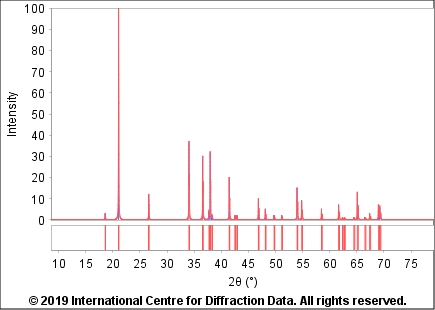 100
90
80
70
60
50
40
30
20
10
0
Intensity
10 15 20 25 30 35 40 45 50 55 60 65 70 75
2θ (°)
© 2019 International Centre for Diffraction Data. All rights reserved.